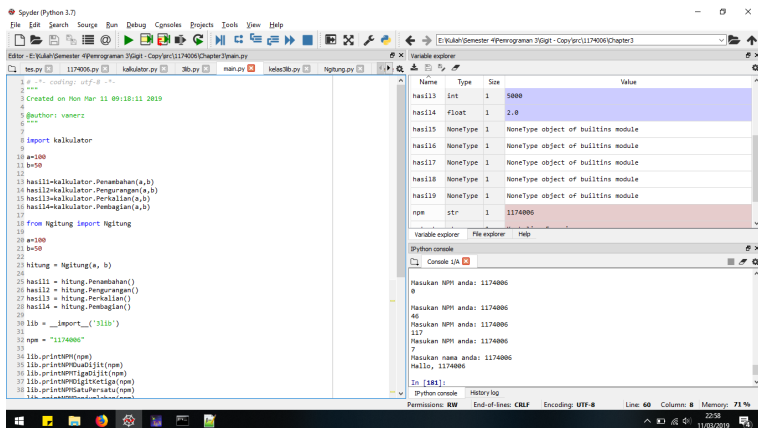 Spyder (Python 3.7)
File Edit Search Source Run Debug Consoles Projects Tools View Help
E:\Kuliah\Semester 4\Pemrograman 3\Gigit - Copy\src\1174006\Chapter3
Editor - E:\Kuliah\Semester 4\Pemrograman 3\Gigit - Copy\src\1174006\Chapter3\main.py
tes.py 1174006.py kalkulator.py 3lib.py main.py kelas3lib.py Ngitung.py
1 # -*- coding: utf-8 -*-
2 """
3 Created on Mon Mar 11 09:18:11 2019
4
5 @author: vanerz
6 """
7
8 import kalkulator
9
10 a=100
11 b=50
12
13 hasil1=kalkulator.Penambahan(a,b)
14 hasil2=kalkulator.Pengurangan(a,b)
15 hasil3=kalkulator.Perkalian(a,b)
16 hasil4=kalkulator.Pembagian(a,b)
17
18 from Ngitung import Ngitung
19
20 a=100
21 b=50
22
23 hitung = Ngitung(a, b)
24
25 hasil1 = hitung.Penambahan()
26 hasil2 = hitung.Pengurangan()
27 hasil3 = hitung.Perkalian()
28 hasil4 = hitung.Pembagian()
29
30 lib = __import__('3lib')
31
32 npm = "1174006"
33
34 lib.printNPM(npm)
35 lib.printNPMDuaDijit(npm)
36 lib.printNPMTigaDijit(npm)
37 lib.printNPMDigitKetiga(npm)
38 lib.printNPMSatuPersatu(npm)
Variable explorer
Name Type Size Value
hasil3 int 1 5000
hasil4 float 1 2.0
hasil5 NoneType 1 NoneType object of builtins module
hasil6 NoneType 1 NoneType object of builtins module
hasil7 NoneType 1 NoneType object of builtins module
hasil8 NoneType 1 NoneType object of builtins module
hasil9 NoneType 1 NoneType object of builtins module
npm str 1 1174006
Variable explorer File explorer Help
IPython console
Console 1/A
Masukan NPM anda: 1174006
0
Masukan NPM anda: 1174006
46
Masukan NPM anda: 1174006
117
Masukan NPM anda: 1174006
7
Masukan nama anda: 1174006
Hallo, 1174006
In [181]:
IPython console History log
Permissions: RW End-of-lines: CRLF Encoding: UTF-8 Line: 60 Column: 8 Memory: 71 %
22:58
11/03/2019